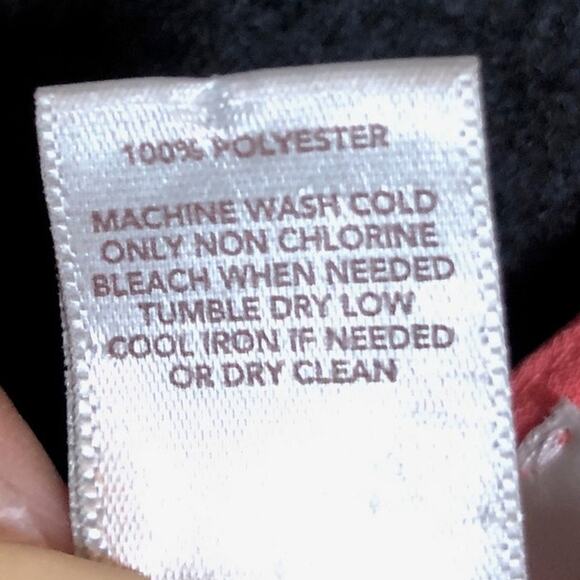 100% POLYESTER
MACHINE WASH COLD
ONLY NON CHLORINE
BLEACH WHEN NEEDED
TUMBLE DRY LOW
COOL IRON IF NEEDED
OR DRY CLEAN